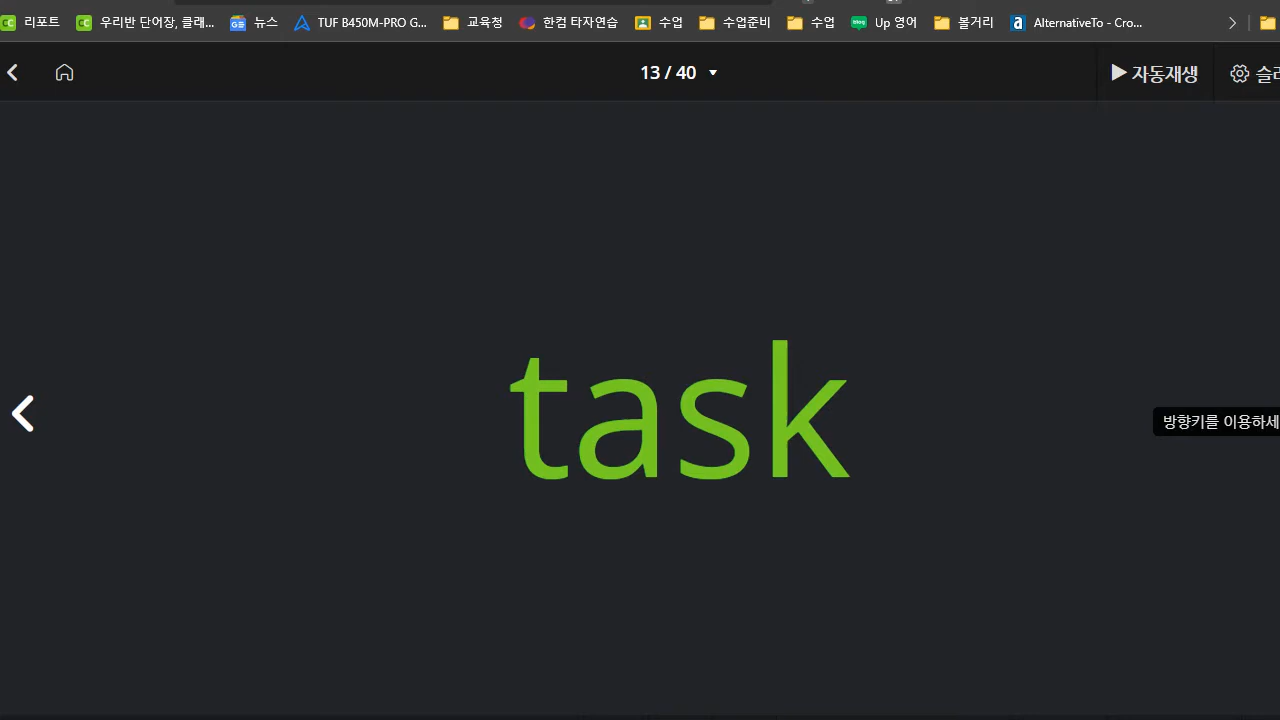 리포트 우리반 단어장, 클래... 뉴스 TUF B450M-PRO G... 교육청 한컴 타자연습 수업 수업준비 수업 Up 영어 볼거리 AlternativeTo - Cro...
13 / 40 자동재생 슬라
task
방향키를 이용하세